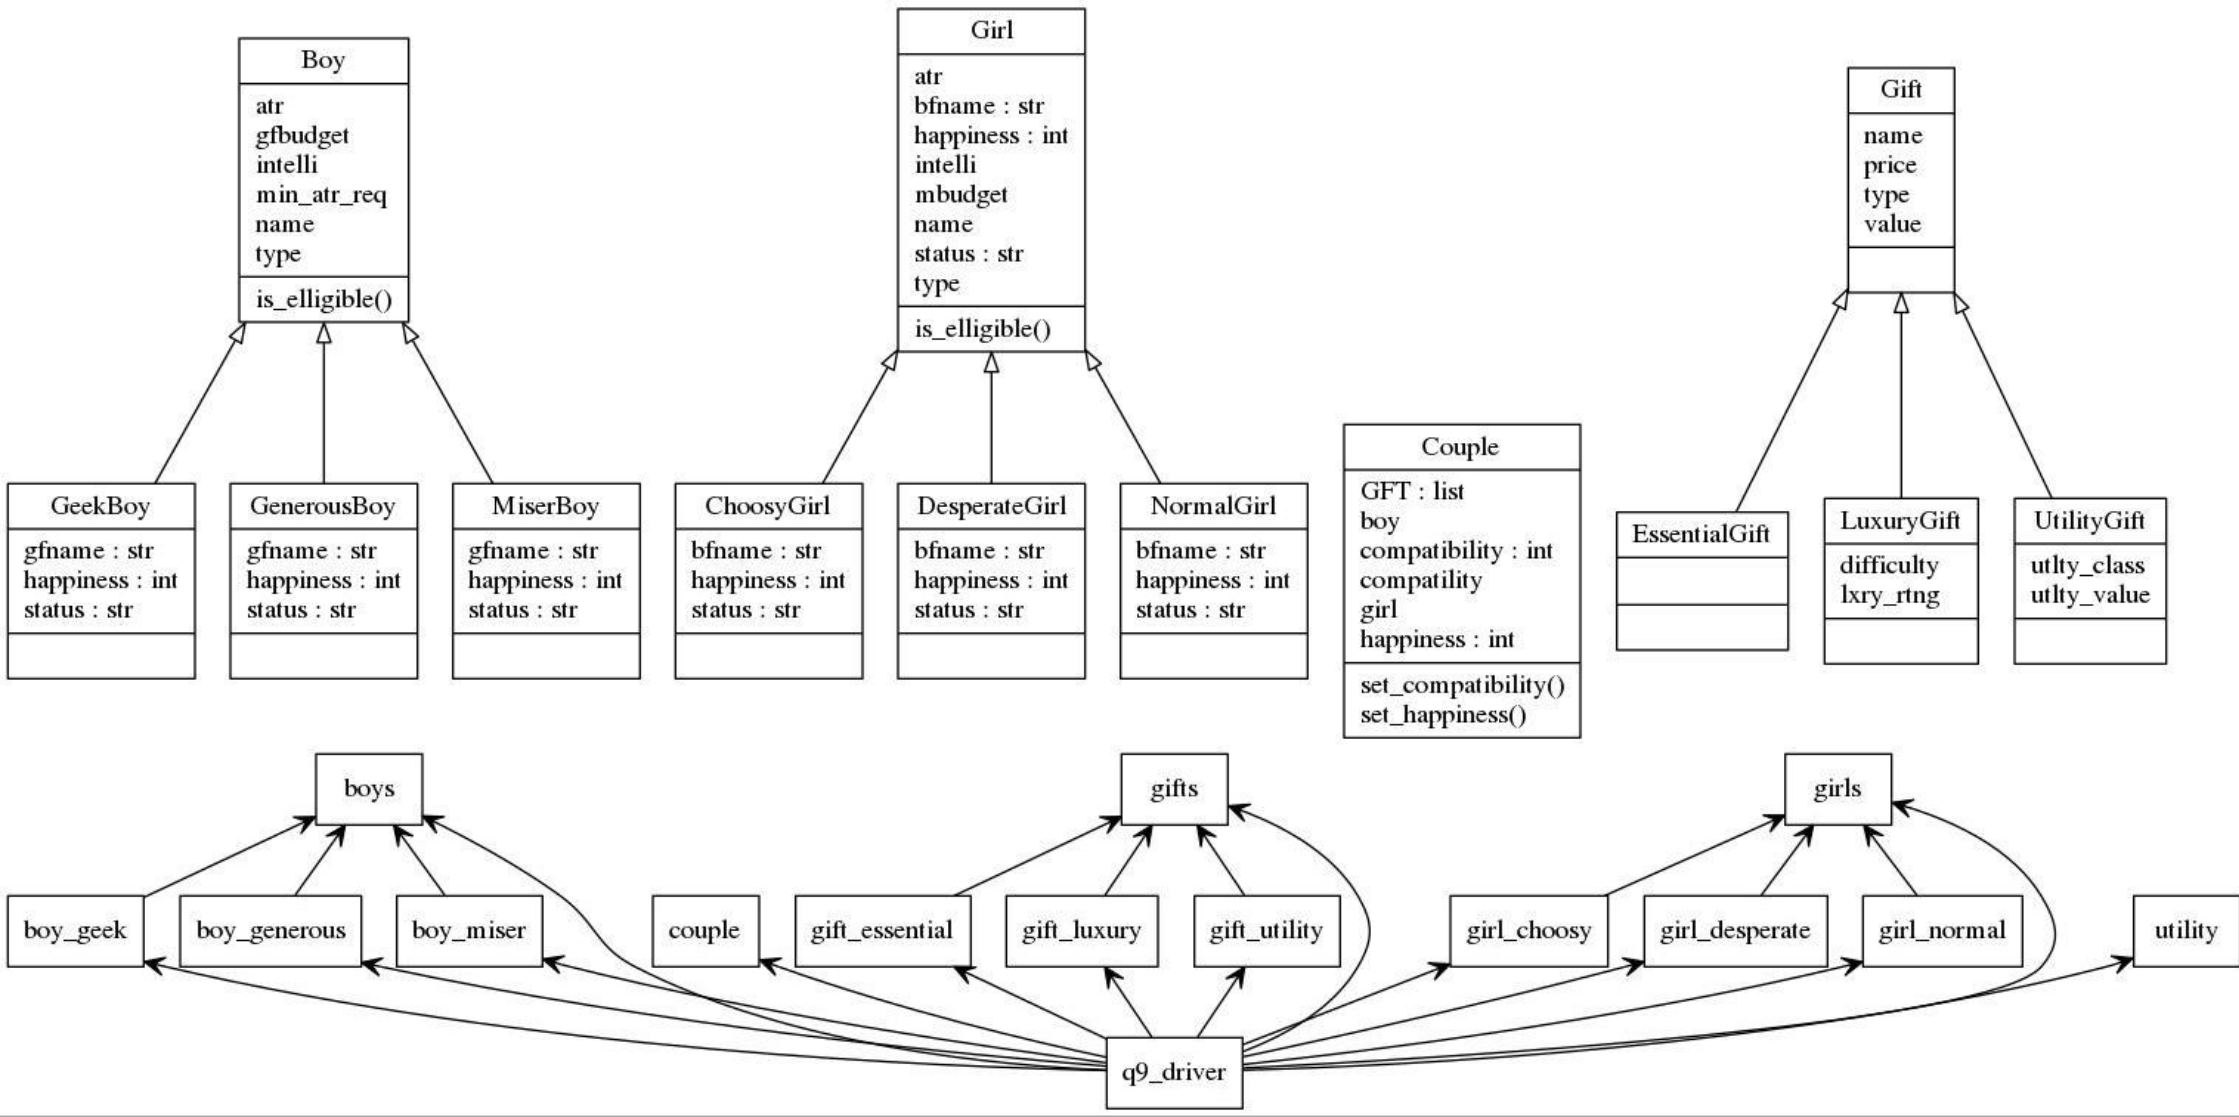 Boy
atr
gfbudget
intelli
min_atr_req
name
type
is_elligible()
Girl
atr
bfname : str
happiness : int
intelli
mbudget
name
status : str
type
is_elligible()
Gift
name
price
type
value
GeekBoy
gfname : str
happiness : int
status : str
GenerousBoy
gfname : str
happiness : int
status : str
MiserBoy
gfname : str
happiness : int
status : str
ChoosyGirl
bfname : str
happiness : int
status : str
DesperateGirl
bfname : str
happiness : int
status : str
NormalGirl
bfname : str
happiness : int
status : str
Couple
GFT : list
boy
compatibility : int
compatility
girl
happiness : int
set_compatibility()
set_happiness()
EssentialGift
LuxuryGift
difficulty
lxry_rtng
UtilityGift
utlty_class
utlty_value
boys
gifts
girls
boy_geek
boy_generous
boy_miser
couple
gift_essential
gift_luxury
gift_utility
girl_choosy
girl_desperate
girl_normal
utility
q9_driver